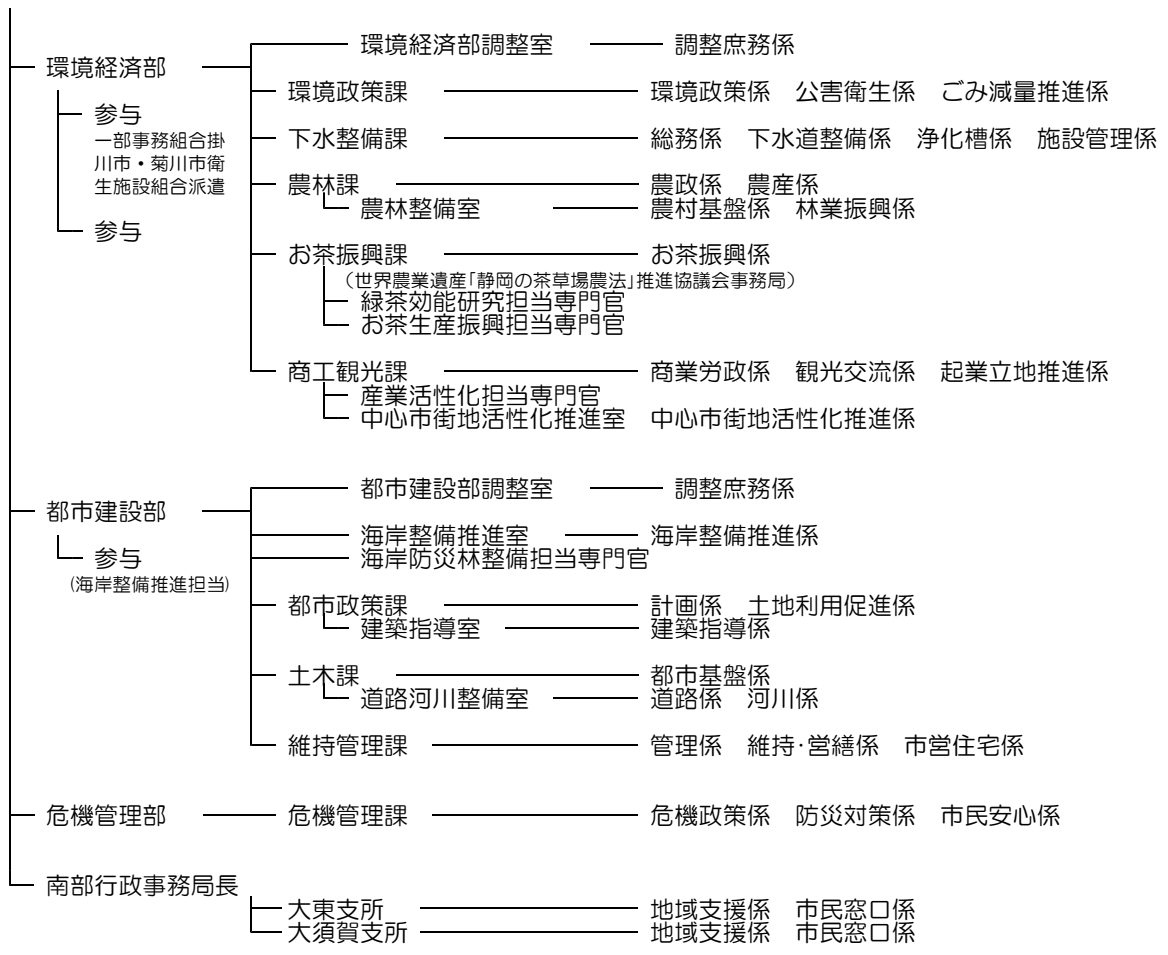 環境経済部調整室 調整庶務係
環境経済部
環境政策課 環境政策係 公害衛生係 ごみ減量推進係
参与
一部事務組合掛
川市・菊川市衛
生施設組合派遣
下水整備課 総務係 下水道整備係 浄化槽係 施設管理係
農林課 農政係 農産係
農林整備室 農村基盤係 林業振興係
参与
お茶振興課 お茶振興係
（世界農業遺産「静岡の茶草場農法」推進協議会事務局）
緑茶効能研究担当専門官
お茶生産振興担当専門官
商工観光課 商業労政係 観光交流係 起業立地推進係
産業活性化担当専門官
中心市街地活性化推進室 中心市街地活性化推進係
都市建設部調整室 調整庶務係
都市建設部
海岸整備推進室 海岸整備推進係
参与
(海岸整備推進担当)
海岸防災林整備担当専門官
都市政策課 計画係 土地利用促進係
建築指導室 建築指導係
土木課 都市基盤係
道路河川整備室 道路係 河川係
維持管理課 管理係 維持・営繕係 市営住宅係
危機管理部 危機管理課 危機政策係 防災対策係 市民安心係
南部行政事務局長
大東支所 地域支援係 市民窓口係
大須賀支所 地域支援係 市民窓口係